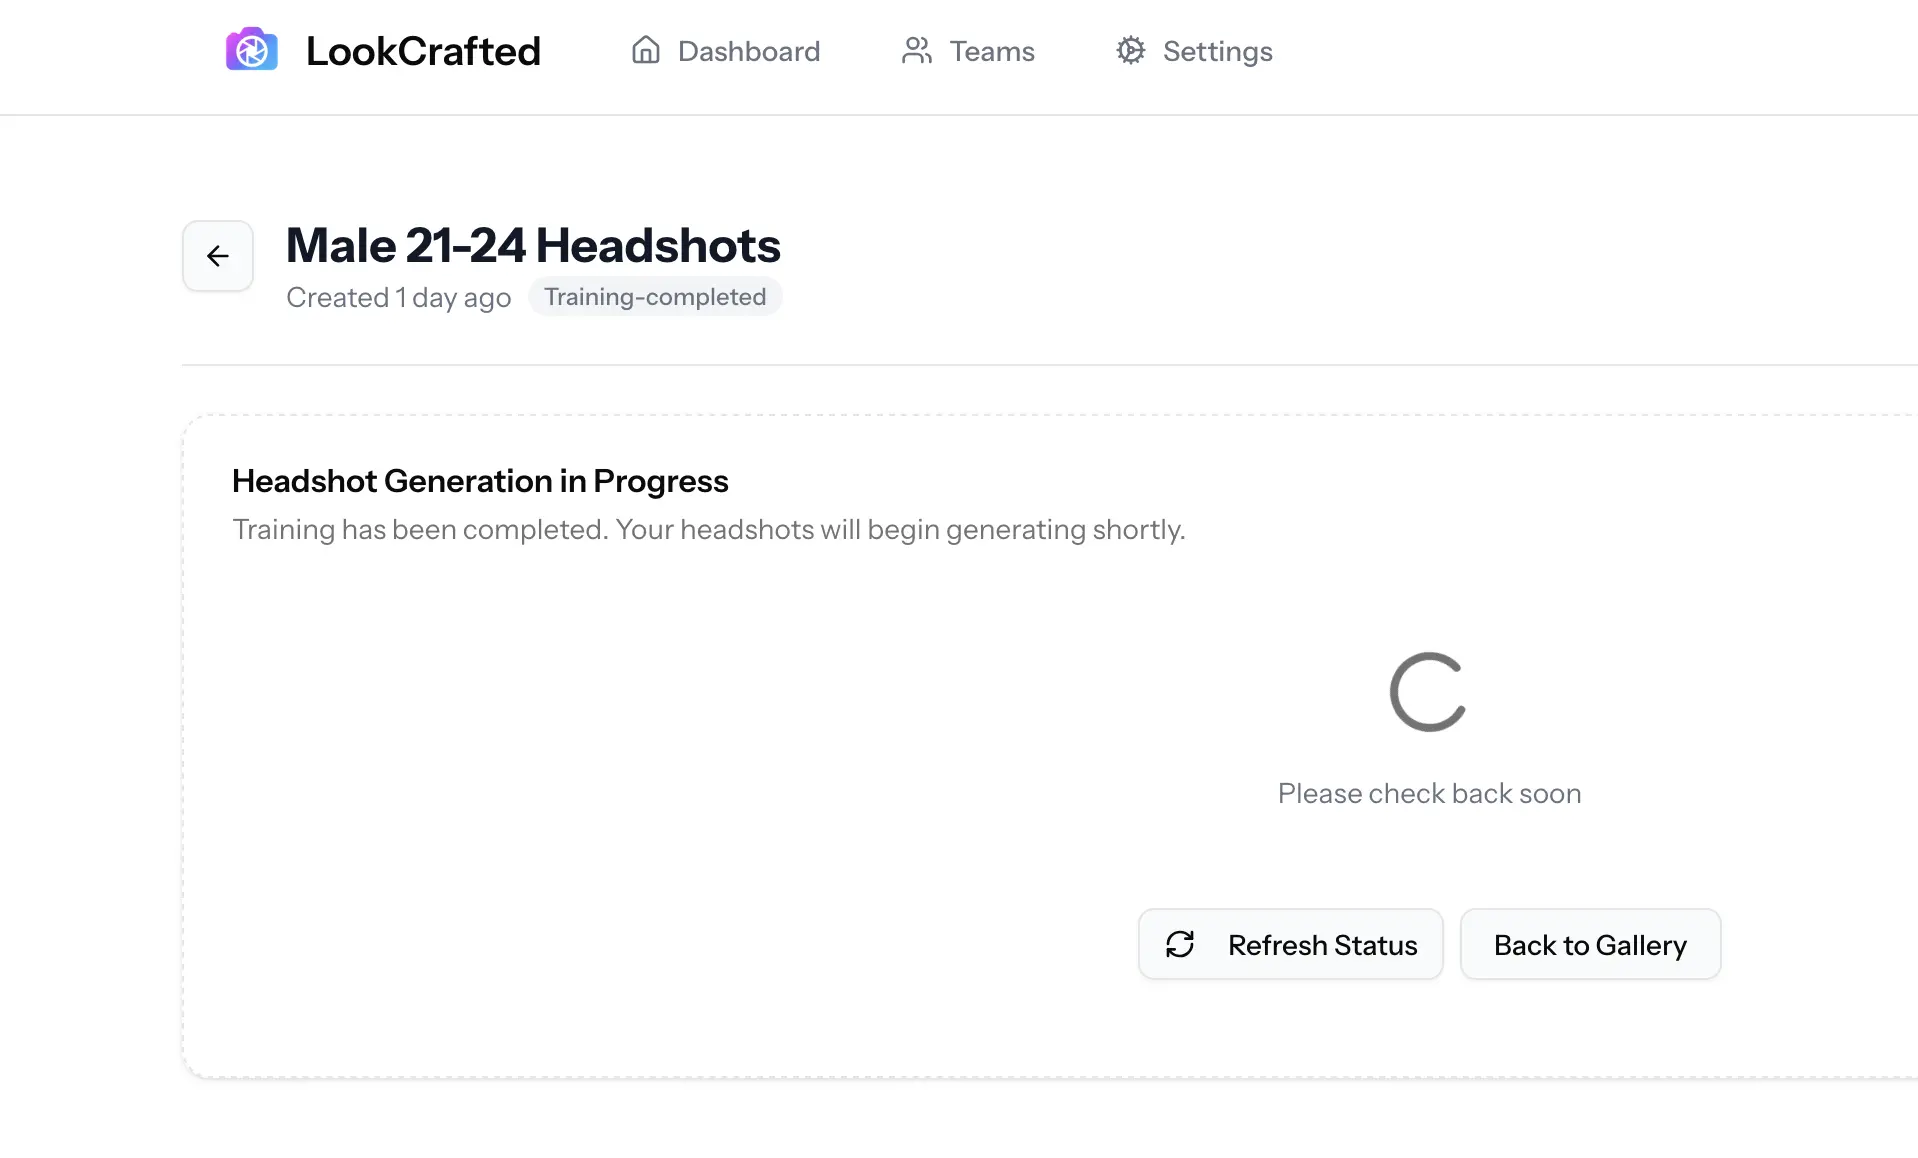 LookCrafted Dashboard Teams Settings
Male 21-24 Headshots
Created 1 day ago Training-completed
Headshot Generation in Progress
Training has been completed. Your headshots will begin generating shortly.
Please check back soon
Refresh Status Back to Gallery